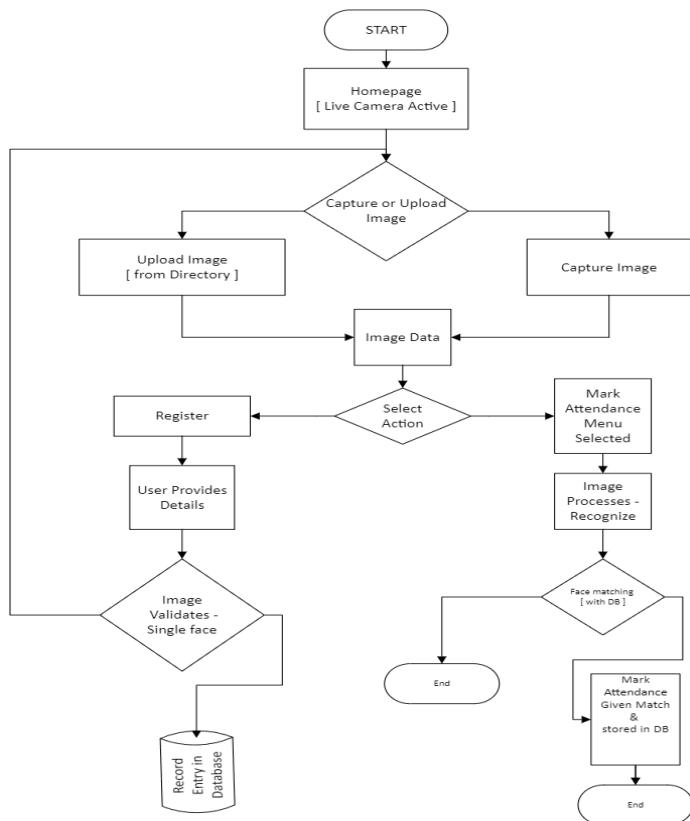 START
Homepage
[ Live Camera Active ]
Capture or Upload
Image
Upload Image
[ from Directory ]
Capture Image
Image Data
Select
Action
Register
Mark
Attendance
Menu
Selected
User Provides
Details
Image
Processes -
Recognize
Image
Validates -
Single face
Face matching
[ with DB ]
End
Mark
Attendance
Given Match
&
stored in DB
Record
Entry in
Database
End